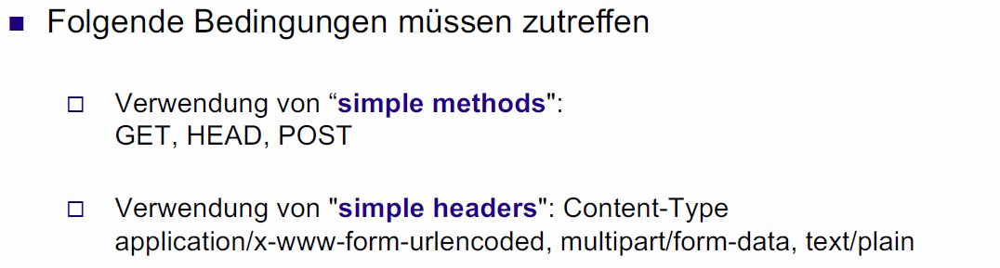 Folgende Bedingungen müssen zutreffen
Verwendung von “simple methods":
GET, HEAD, POST
Verwendung von "simple headers": Content-Type
application/x-www-form-urlencoded, multipart/form-data, text/plain